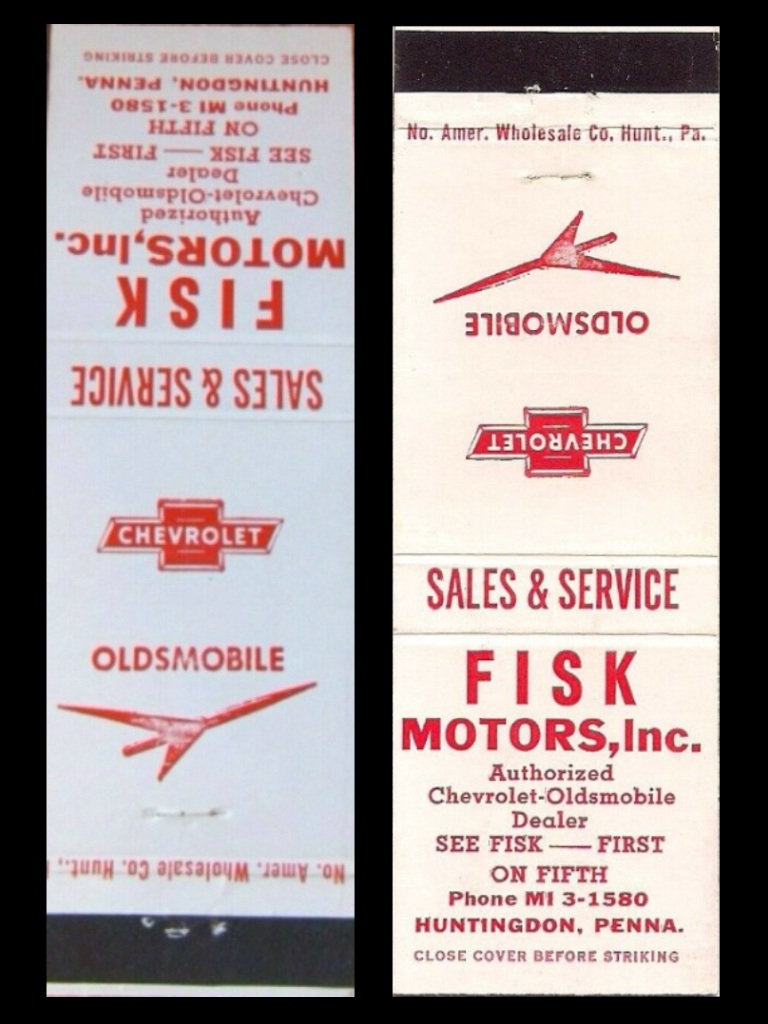 CLOSE COVER BEFORE STRIKING
HUNTINGDON, PENNA.
Phone MI 3-1580
ON FIFTH
SEE FISK — FIRST
Dealer
Chevrolet-Oldsmobile
Authorized
MOTORS,Inc.
FISK
SALES & SERVICE
CHEVROLET
OLDSMOBILE
No. Amer. Wholesale Co. Hunt.,
No. Amer. Wholesale Co. Hunt., Pa.
OLDSMOBILE
CHEVROLET
SALES & SERVICE
FISK
MOTORS,Inc.
Authorized
Chevrolet-Oldsmobile
Dealer
SEE FISK — FIRST
ON FIFTH
Phone MI 3-1580
HUNTINGDON, PENNA.
CLOSE COVER BEFORE STRIKING